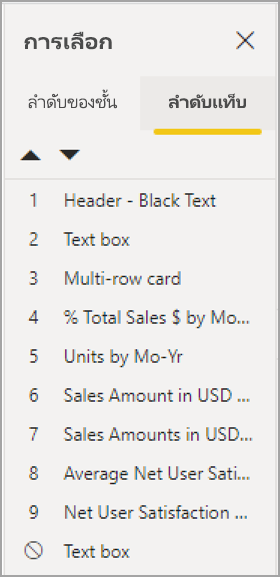 การเลือก
ลำดับของชั้น
ลำดับแท็บ
1 Header - Black Text
2 Text box
3 Multi-row card
4 % Total Sales $ by Mo...
5 Units by Mo-Yr
6 Sales Amount in USD ...
7 Sales Amounts in USD...
8 Average Net User Sati...
9 Net User Satisfaction ...
Text box